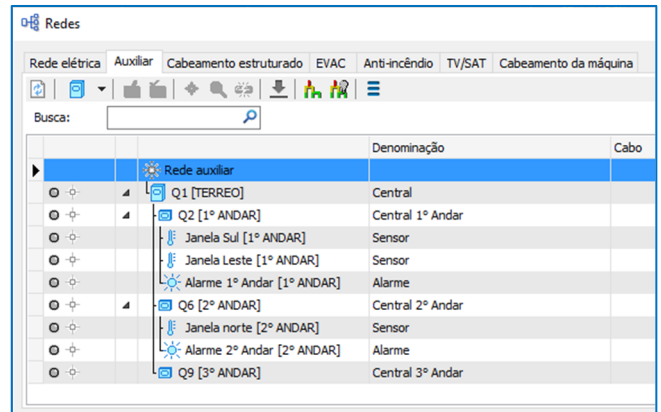 Redes
Rede elétrica Auxiliar Cabeamento estruturado EVAC Anti-incêndio TV/SAT Cabeamento da máquina
Busca:
Denominação Cabo
Rede auxiliar
Q1 [TERREO] Central
Q2 [1º ANDAR] Central 1º Andar
Janela Sul [1º ANDAR] Sensor
Janela Leste [1º ANDAR] Sensor
Alarme 1º Andar [1º ANDAR] Alarme
Q6 [2º ANDAR] Central 2º Andar
Janela norte [2º ANDAR] Sensor
Alarme 2º Andar [2º ANDAR] Alarme
Q9 [3º ANDAR] Central 3º Andar